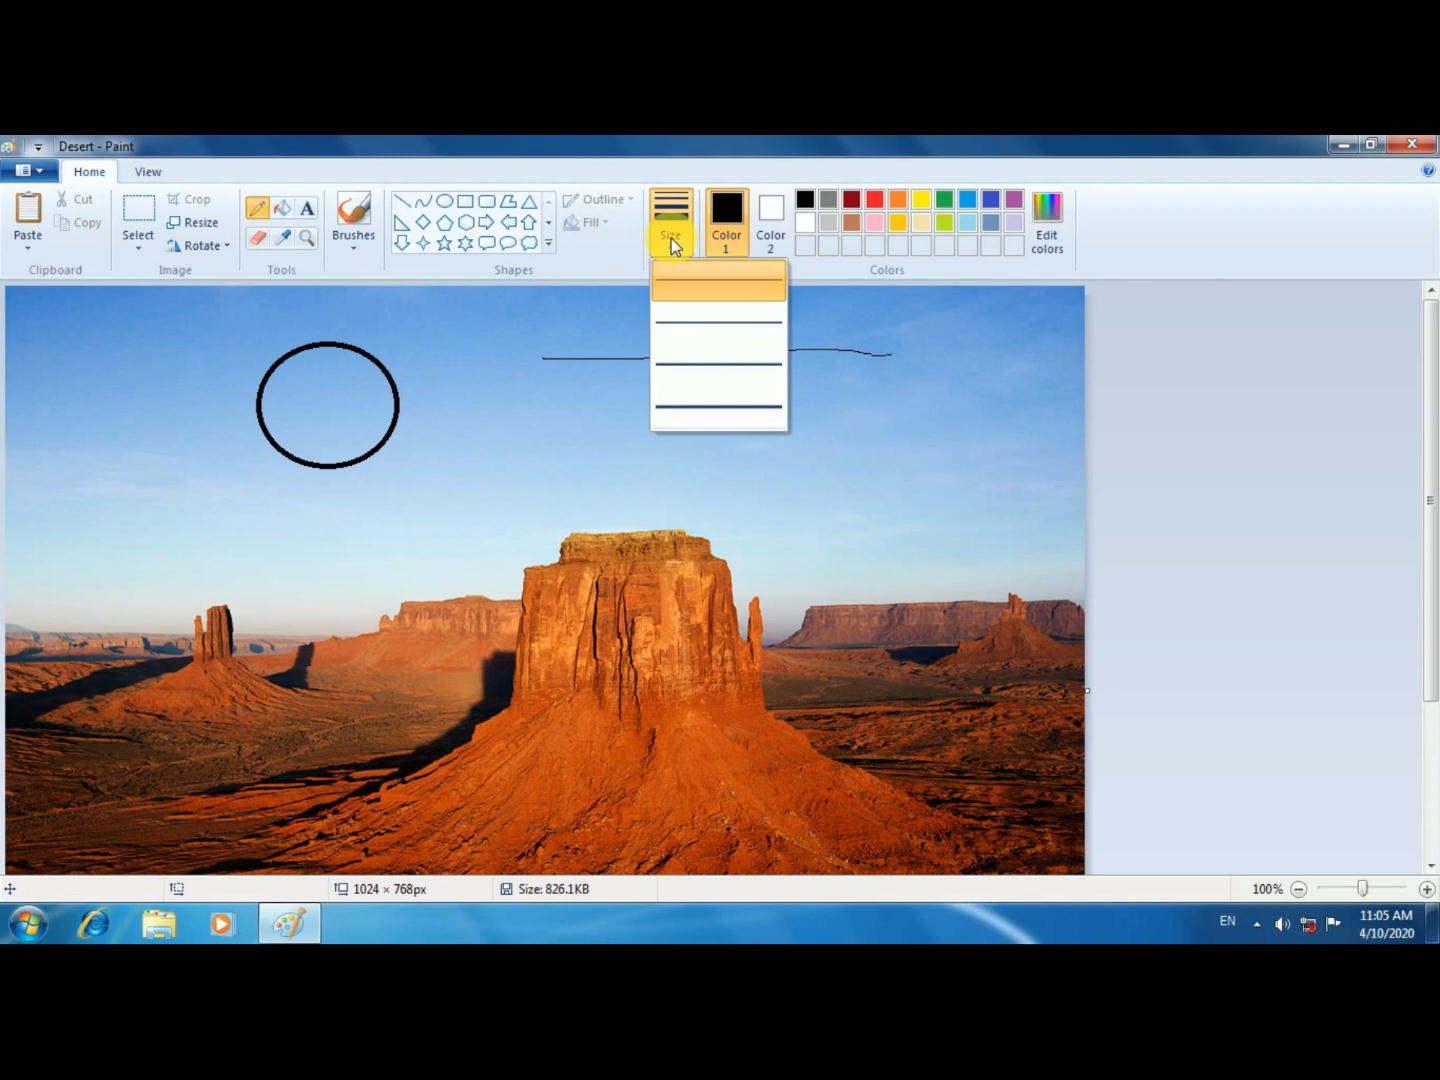 Desert - Paint
Home View
Paste
Cut
Copy
Clipboard
Select
Crop
Resize
Rotate
Image
A
Tools
Brushes
Shapes
Outline
Fill
Size
Color
1
Color
2
Edit
colors
Colors
1024 × 768px
Size: 826.1KB
100%
EN
11:05 AM
4/10/2020